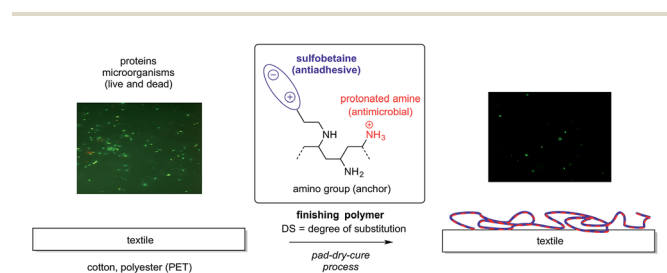 proteins
microorganisms
(live and dead)
textile
cotton, polyester (PET)
sulfobetaine
(antiadhesive)
⊖
⊕
protonated amine
(antimicrobial)
⊕
NH
NH₃
NH₂
amino group (anchor)
finishing polymer
DS = degree of substitution
pad-dry-cure
process
textile